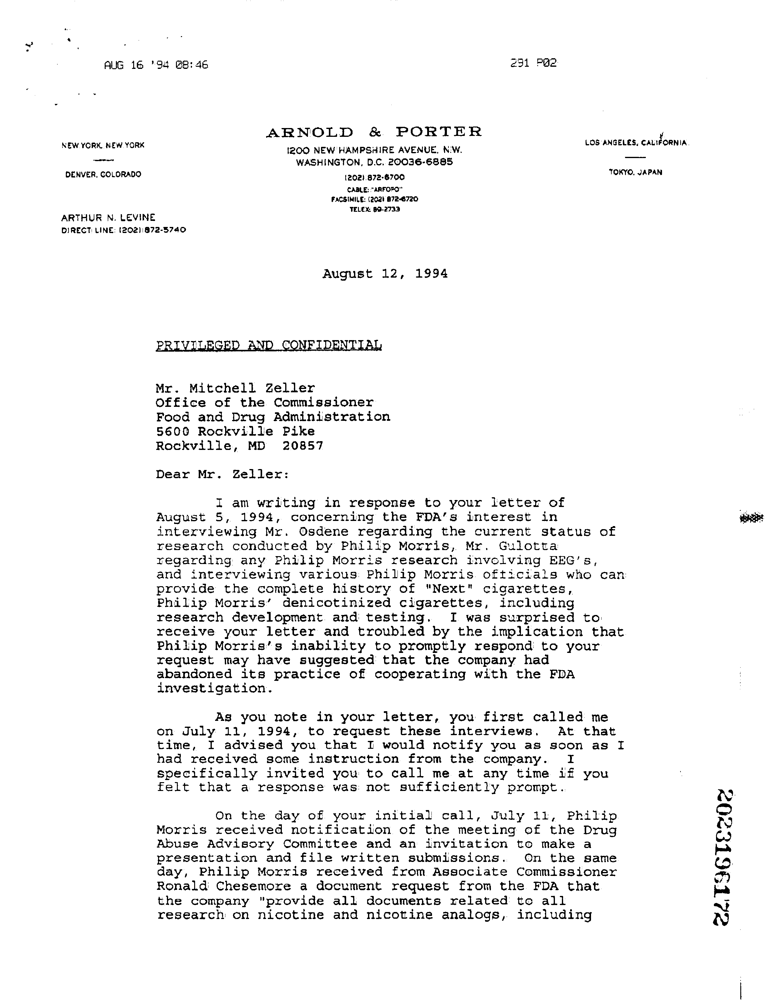 AUG 16 '94 08:46 291 P02
ARNOLD & PORTER
1200 NEW HAMPSHIRE AVENUE, N.W.
WASHINGTON, D.C. 20036-6885
(202) 872-6700
CABLE: "ARFOPO"
FACSIMILE: (202) 872-6720
TELEX: 89-2733
NEW YORK, NEW YORK
DENVER, COLORADO
LOS ANGELES, CALIFORNIA
TOKYO, JAPAN
ARTHUR N. LEVINE
DIRECT LINE: (202) 872-5740
August 12, 1994
PRIVILEGED AND CONFIDENTIAL
Mr. Mitchell Zeller
Office of the Commissioner
Food and Drug Administration
5600 Rockville Pike
Rockville, MD 20857
Dear Mr. Zeller:
I am writing in response to your letter of
August 5, 1994, concerning the FDA's interest in
interviewing Mr. Osdene regarding the current status of
research conducted by Philip Morris, Mr. Gulotta
regarding any Philip Morris research involving EEG's,
and interviewing various Philip Morris officials who can
provide the complete history of "Next" cigarettes,
Philip Morris' denicotinized cigarettes, including
research development and testing. I was surprised to
receive your letter and troubled by the implication that
Philip Morris's inability to promptly respond to your
request may have suggested that the company had
abandoned its practice of cooperating with the FDA
investigation.
As you note in your letter, you first called me
on July 11, 1994, to request these interviews. At that
time, I advised you that I would notify you as soon as I
had received some instruction from the company. I
specifically invited you to call me at any time if you
felt that a response was not sufficiently prompt.
On the day of your initial call, July 11, Philip
Morris received notification of the meeting of the Drug
Abuse Advisory Committee and an invitation to make a
presentation and file written submissions. On the same
day, Philip Morris received from Associate Commissioner
Ronald Chesemore a document request from the FDA that
the company "provide all documents related to all
research on nicotine and nicotine analogs, including
2023196172